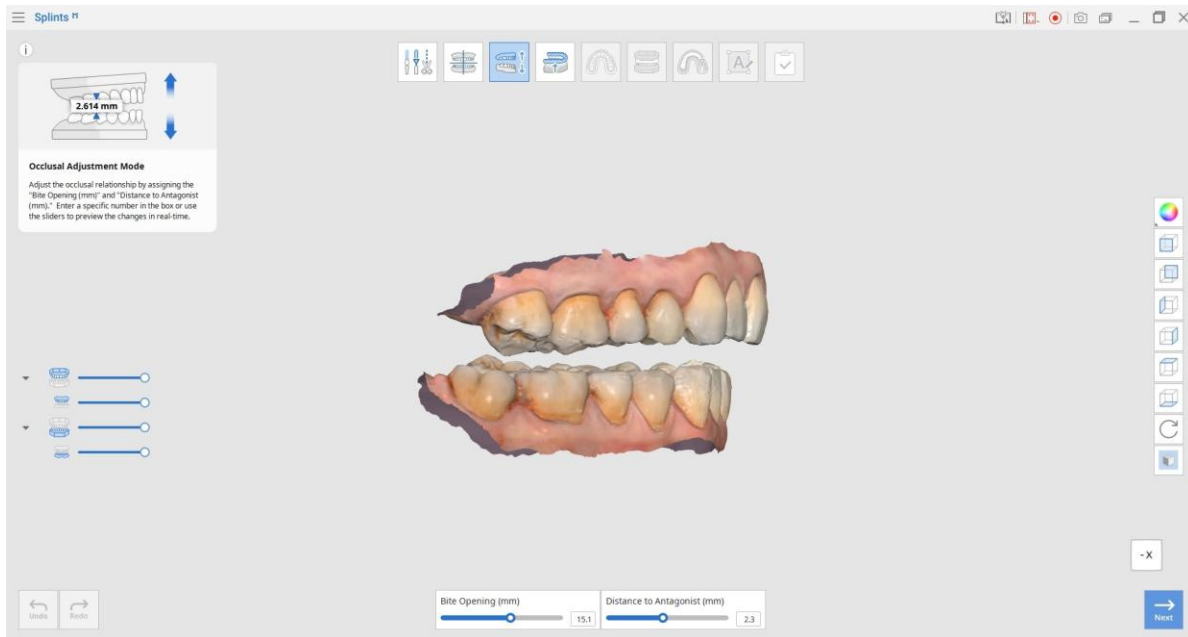 Splints
i
2.614 mm
Occlusal Adjustment Mode
Adjust the occlusal relationship by assigning the
"Bite Opening (mm)" and "Distance to Antagonist
(mm)." Enter a specific number in the box or use
the sliders to preview the changes in real-time.
A
- X
Undo
Redo
Bite Opening (mm)
15.1
Distance to Antagonist (mm)
2.3
Next